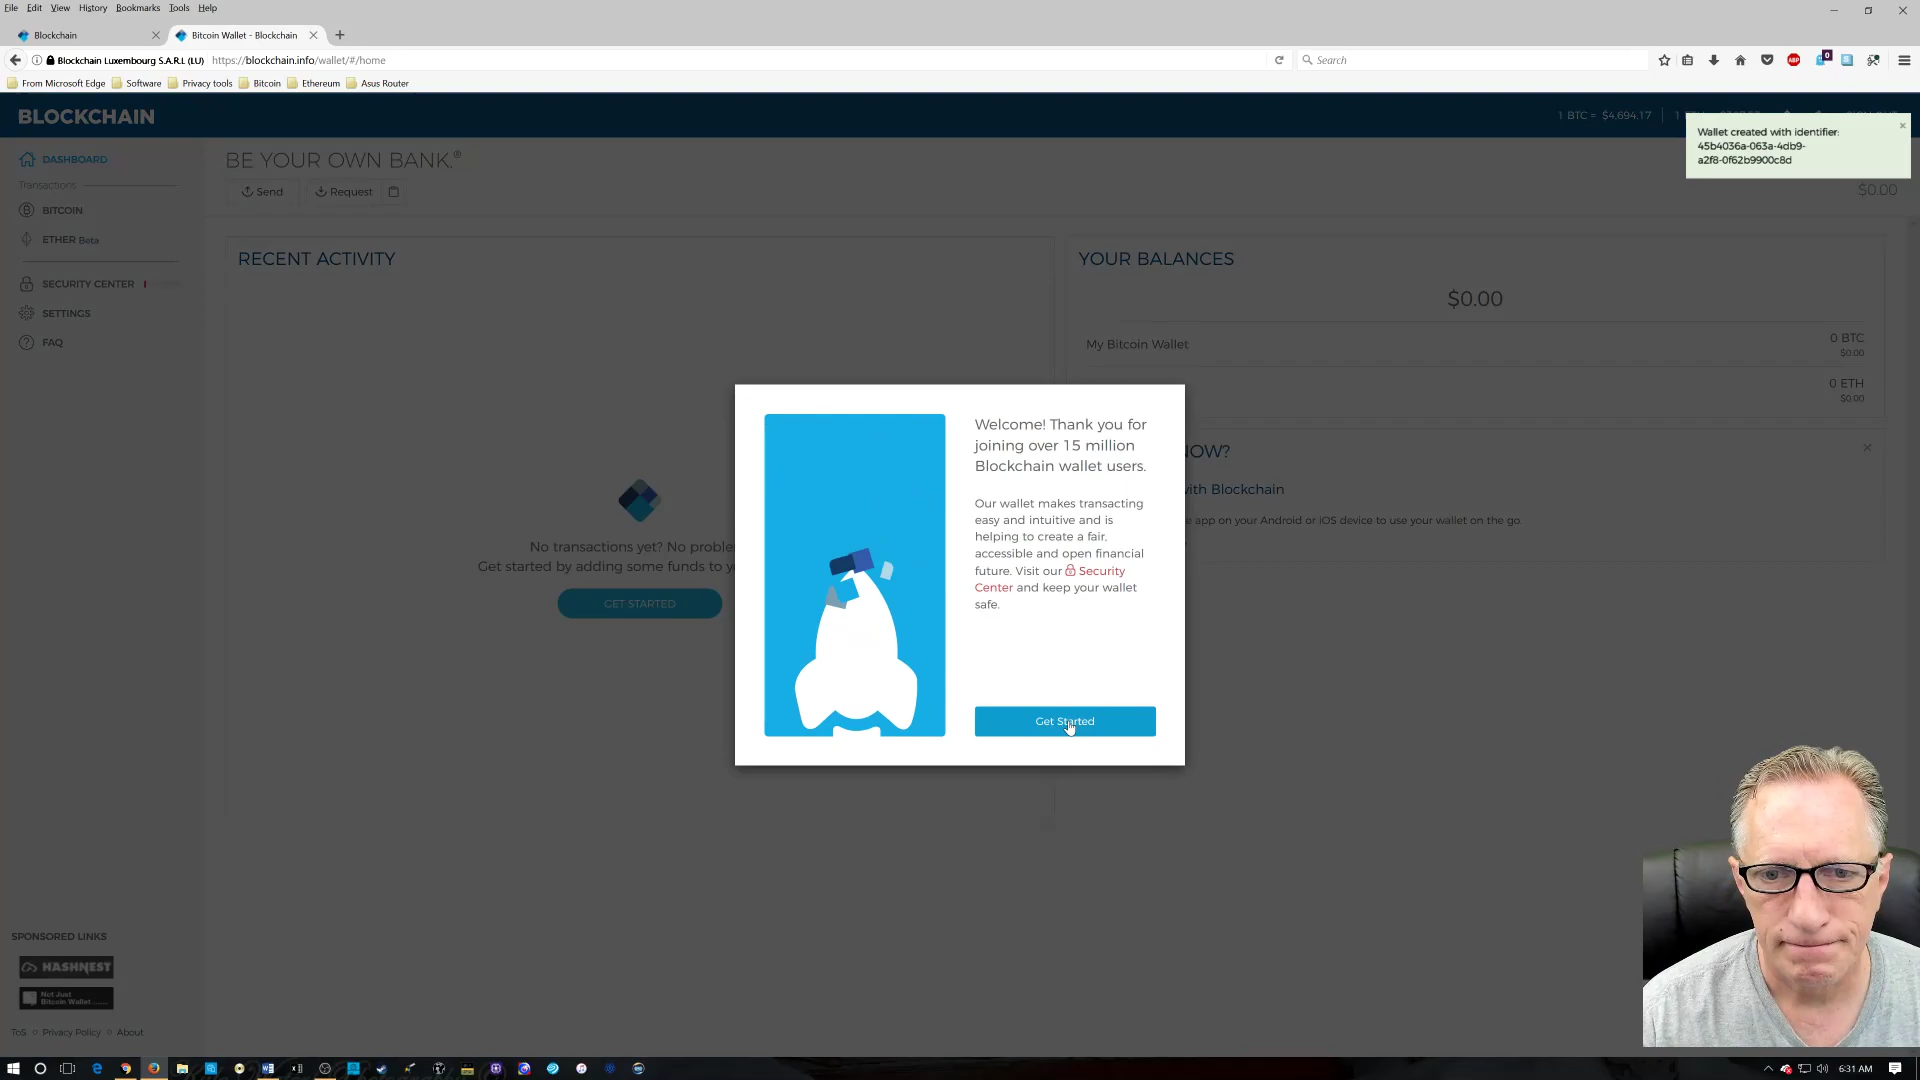 File Edit View History Bookmarks Tools Help
Blockchain
Bitcoin Wallet - Blockchain
Blockchain Luxembourg S.A.R.L (LU) https://blockchain.info/wallet/#/home
Search
0
ABP
From Microsoft Edge Software Privacy tools Bitcoin Ethereum Asus Router
BLOCKCHAIN
1 BTC = $4,694.17
Wallet created with identifier:
45b4036a-063a-4db9-
a2f8-0f62b9900c8d
DASHBOARD
Transactions
BITCOIN
ETHER Beta
SECURITY CENTER
SETTINGS
FAQ
BE YOUR OWN BANK.®
Send Request
$0.00
RECENT ACTIVITY
No transactions yet? No proble
Get started by adding some funds to y
GET STARTED
YOUR BALANCES
$0.00
My Bitcoin Wallet
0 BTC
$0.00
0 ETH
$0.00
NOW?
with Blockchain
e app on your Android or iOS device to use your wallet on the go.
Welcome! Thank you for
joining over 15 million
Blockchain wallet users.
Our wallet makes transacting
easy and intuitive and is
helping to create a fair,
accessible and open financial
future. Visit our Security
Center and keep your wallet
safe.
Get Started
SPONSORED LINKS
HASHNEST
Not Just
Bitcoin Wallet
ToS Privacy Policy About
6:31 AM